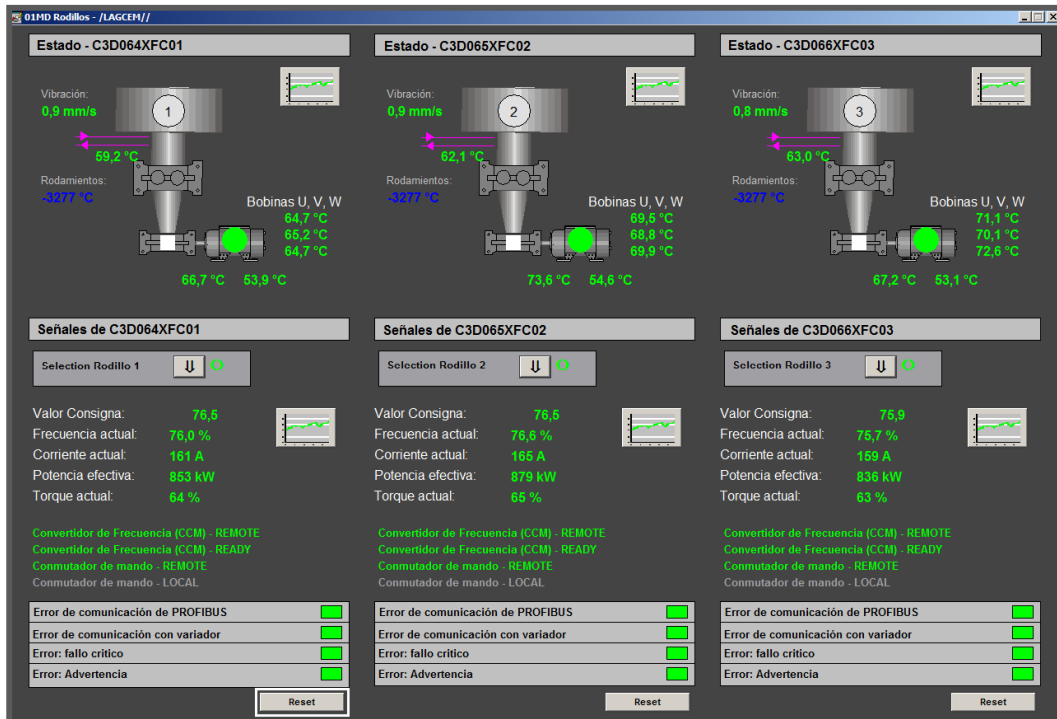 01MD Rodillos - /LAGCEM//
Estado - C3D064XFC01
Vibración:
0,9 mm/s
1
59,2 °C
Rodamientos:
-3277 °C
Bobinas U, V, W
64,7 °C
65,2 °C
64,7 °C
66,7 °C 53,9 °C
Señales de C3D064XFC01
Selection Rodillo 1
Valor Consigna: 76,5
Frecuencia actual: 76,0 %
Corriente actual: 161 A
Potencia efectiva: 853 kW
Torque actual: 64 %
Convertidor de Frecuencia (CCM) - REMOTE
Convertidor de Frecuencia (CCM) - READY
Conmutador de mando - REMOTE
Conmutador de mando - LOCAL
Error de comunicación de PROFIBUS
Error de comunicación con variador
Error: fallo critico
Error: Advertencia
Reset
Estado - C3D065XFC02
Vibración:
0,9 mm/s
2
62,1 °C
Rodamientos:
-3277 °C
Bobinas U, V, W
69,5 °C
68,8 °C
69,9 °C
73,6 °C 54,6 °C
Señales de C3D065XFC02
Selection Rodillo 2
Valor Consigna: 76,5
Frecuencia actual: 76,6 %
Corriente actual: 165 A
Potencia efectiva: 879 kW
Torque actual: 65 %
Convertidor de Frecuencia (CCM) - REMOTE
Convertidor de Frecuencia (CCM) - READY
Conmutador de mando - REMOTE
Conmutador de mando - LOCAL
Error de comunicación de PROFIBUS
Error de comunicación con variador
Error: fallo critico
Error: Advertencia
Reset
Estado - C3D066XFC03
Vibración:
0,8 mm/s
3
63,0 °C
Rodamientos:
-3277 °C
Bobinas U, V, W
71,1 °C
70,1 °C
72,6 °C
67,2 °C 53,1 °C
Señales de C3D066XFC03
Selection Rodillo 3
Valor Consigna: 75,9
Frecuencia actual: 75,7 %
Corriente actual: 159 A
Potencia efectiva: 836 kW
Torque actual: 63 %
Convertidor de Frecuencia (CCM) - REMOTE
Convertidor de Frecuencia (CCM) - READY
Conmutador de mando - REMOTE
Conmutador de mando - LOCAL
Error de comunicación de PROFIBUS
Error de comunicación con variador
Error: fallo critico
Error: Advertencia
Reset